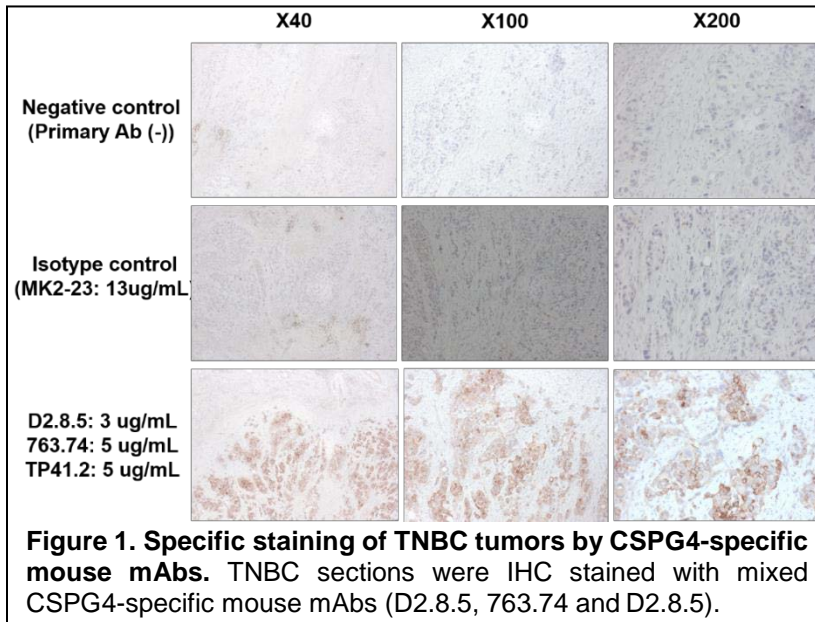 X40 X100 X200
Negative control
(Primary Ab (-))
Isotype control
(MK2-23: 13ug/mL)
D2.8.5: 3 ug/mL
763.74: 5 ug/mL
TP41.2: 5 ug/mL
Figure 1. Specific staining of TNBC tumors by CSPG4-specific
mouse mAbs. TNBC sections were IHC stained with mixed
CSPG4-specific mouse mAbs (D2.8.5, 763.74 and D2.8.5).